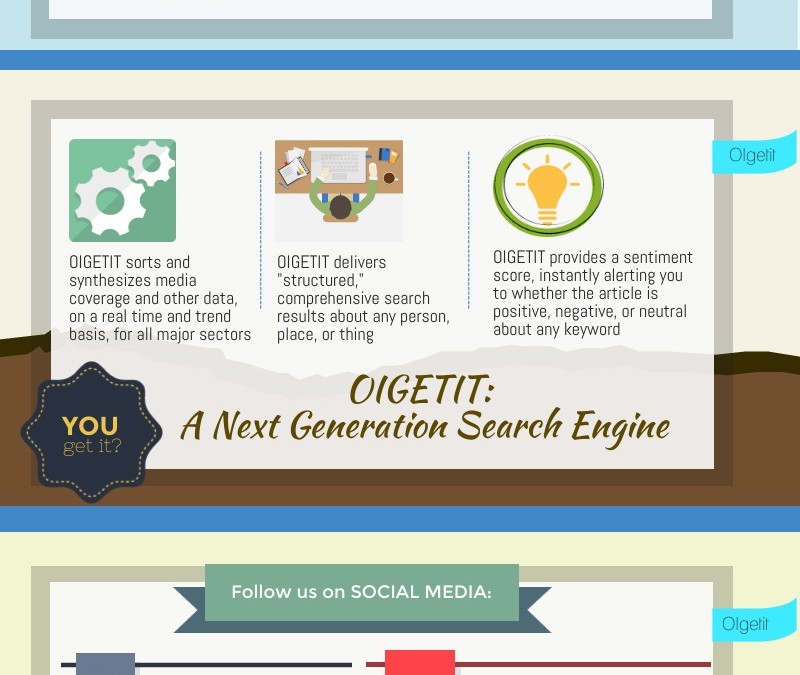 OIGETIT sorts and
synthesizes media
coverage and other data,
on a real time and trend
basis, for all major sectors
OIGETIT delivers
"structured,"
comprehensive search
results about any person,
place, or thing
OIGETIT provides a sentiment
score, instantly alerting you
to whether the article is
positive, negative, or neutral
about any keyword
OIgetit
OIGETIT:
A Next Generation Search Engine
YOU
get it?
Follow us on SOCIAL MEDIA:
OIgetit